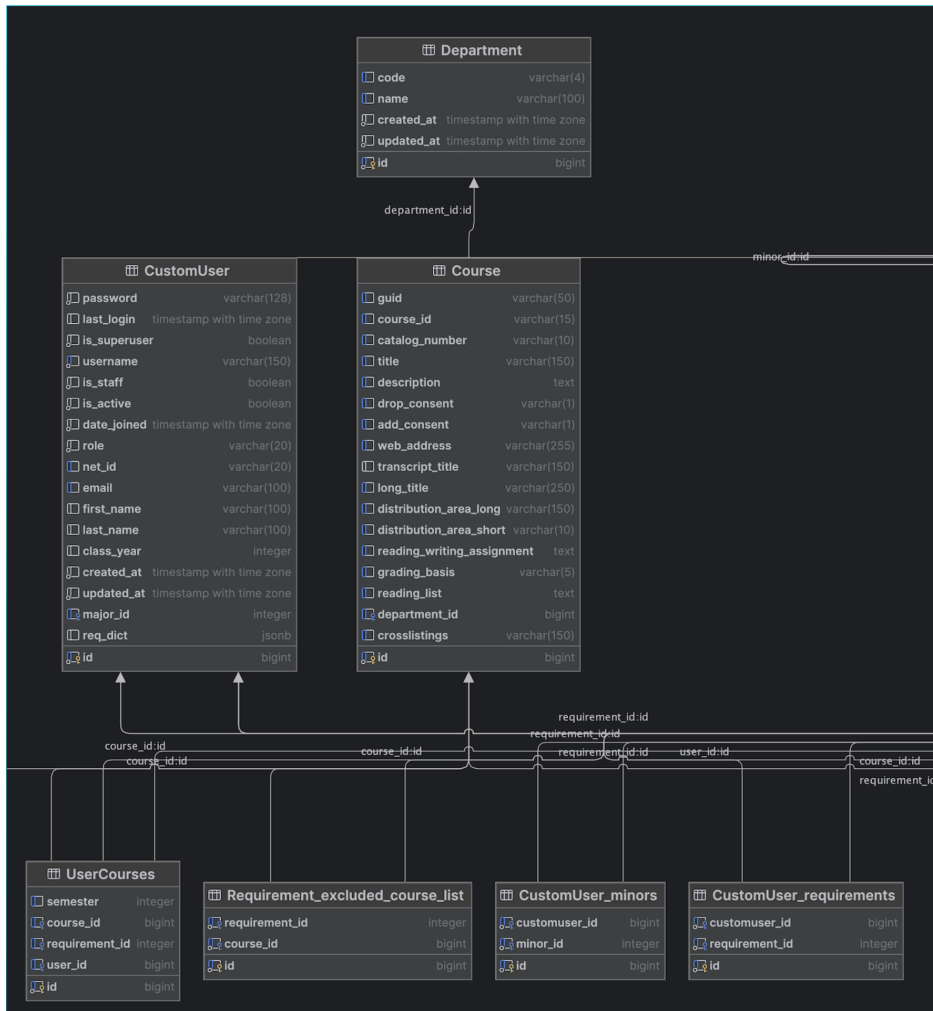 Department
code varchar(4)
name varchar(100)
created_at timestamp with time zone
updated_at timestamp with time zone
id bigint
department_id:id
minor_id:id
CustomUser
password varchar(128)
last_login timestamp with time zone
is_superuser boolean
username varchar(150)
is_staff boolean
is_active boolean
date_joined timestamp with time zone
role varchar(20)
net_id varchar(20)
email varchar(100)
first_name varchar(100)
last_name varchar(100)
class_year integer
created_at timestamp with time zone
updated_at timestamp with time zone
major_id integer
req_dict jsonb
id bigint
Course
guid varchar(50)
course_id varchar(15)
catalog_number varchar(10)
title varchar(150)
description text
drop_consent varchar(1)
add_consent varchar(1)
web_address varchar(255)
transcript_title varchar(150)
long_title varchar(250)
distribution_area_long varchar(150)
distribution_area_short varchar(10)
reading_writing_assignment text
grading_basis varchar(5)
reading_list text
department_id bigint
crosslistings varchar(150)
id bigint
requirement_id:id
requirement_id:id
course_id:id
course_id:id
requirement_id:id
user_id:id
course_id:id
course_id:id
requirement_id
UserCourses
semester integer
course_id bigint
requirement_id integer
user_id bigint
id bigint
Requirement_excluded_course_list
requirement_id integer
course_id bigint
id bigint
CustomUser_minors
customuser_id bigint
minor_id integer
id bigint
CustomUser_requirements
customuser_id bigint
requirement_id integer
id bigint